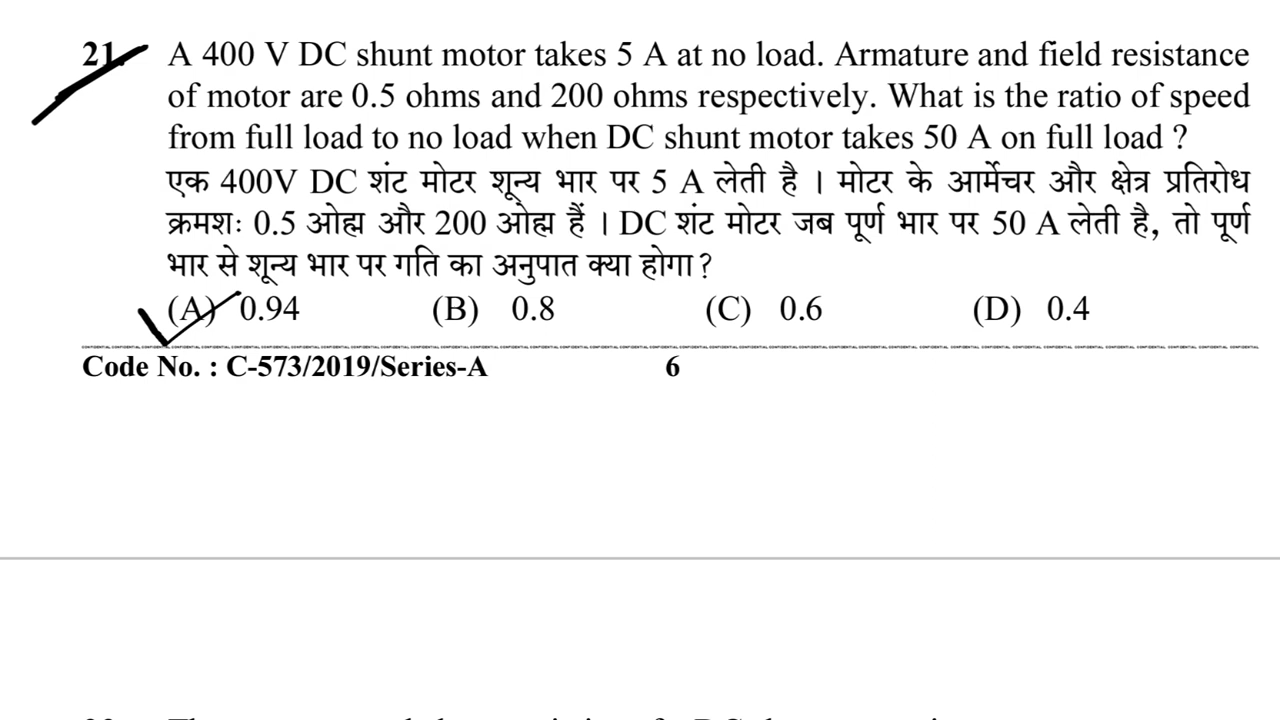 21. A 400 V DC shunt motor takes 5 A at no load. Armature and field resistance
of motor are 0.5 ohms and 200 ohms respectively. What is the ratio of speed
from full load to no load when DC shunt motor takes 50 A on full load ?
एक 400V DC शंट मोटर शून्य भार पर 5 A लेती है । मोटर के आर्मेचर और क्षेत्र प्रतिरोध
क्रमशः 0.5 ओह्म और 200 ओह्म हैं । DC शंट मोटर जब पूर्ण भार पर 50 A लेती है, तो पूर्ण
भार से शून्य भार पर गति का अनुपात क्या होगा ?
(A) 0.94 (B) 0.8 (C) 0.6 (D) 0.4
Code No. : C-573/2019/Series-A 6